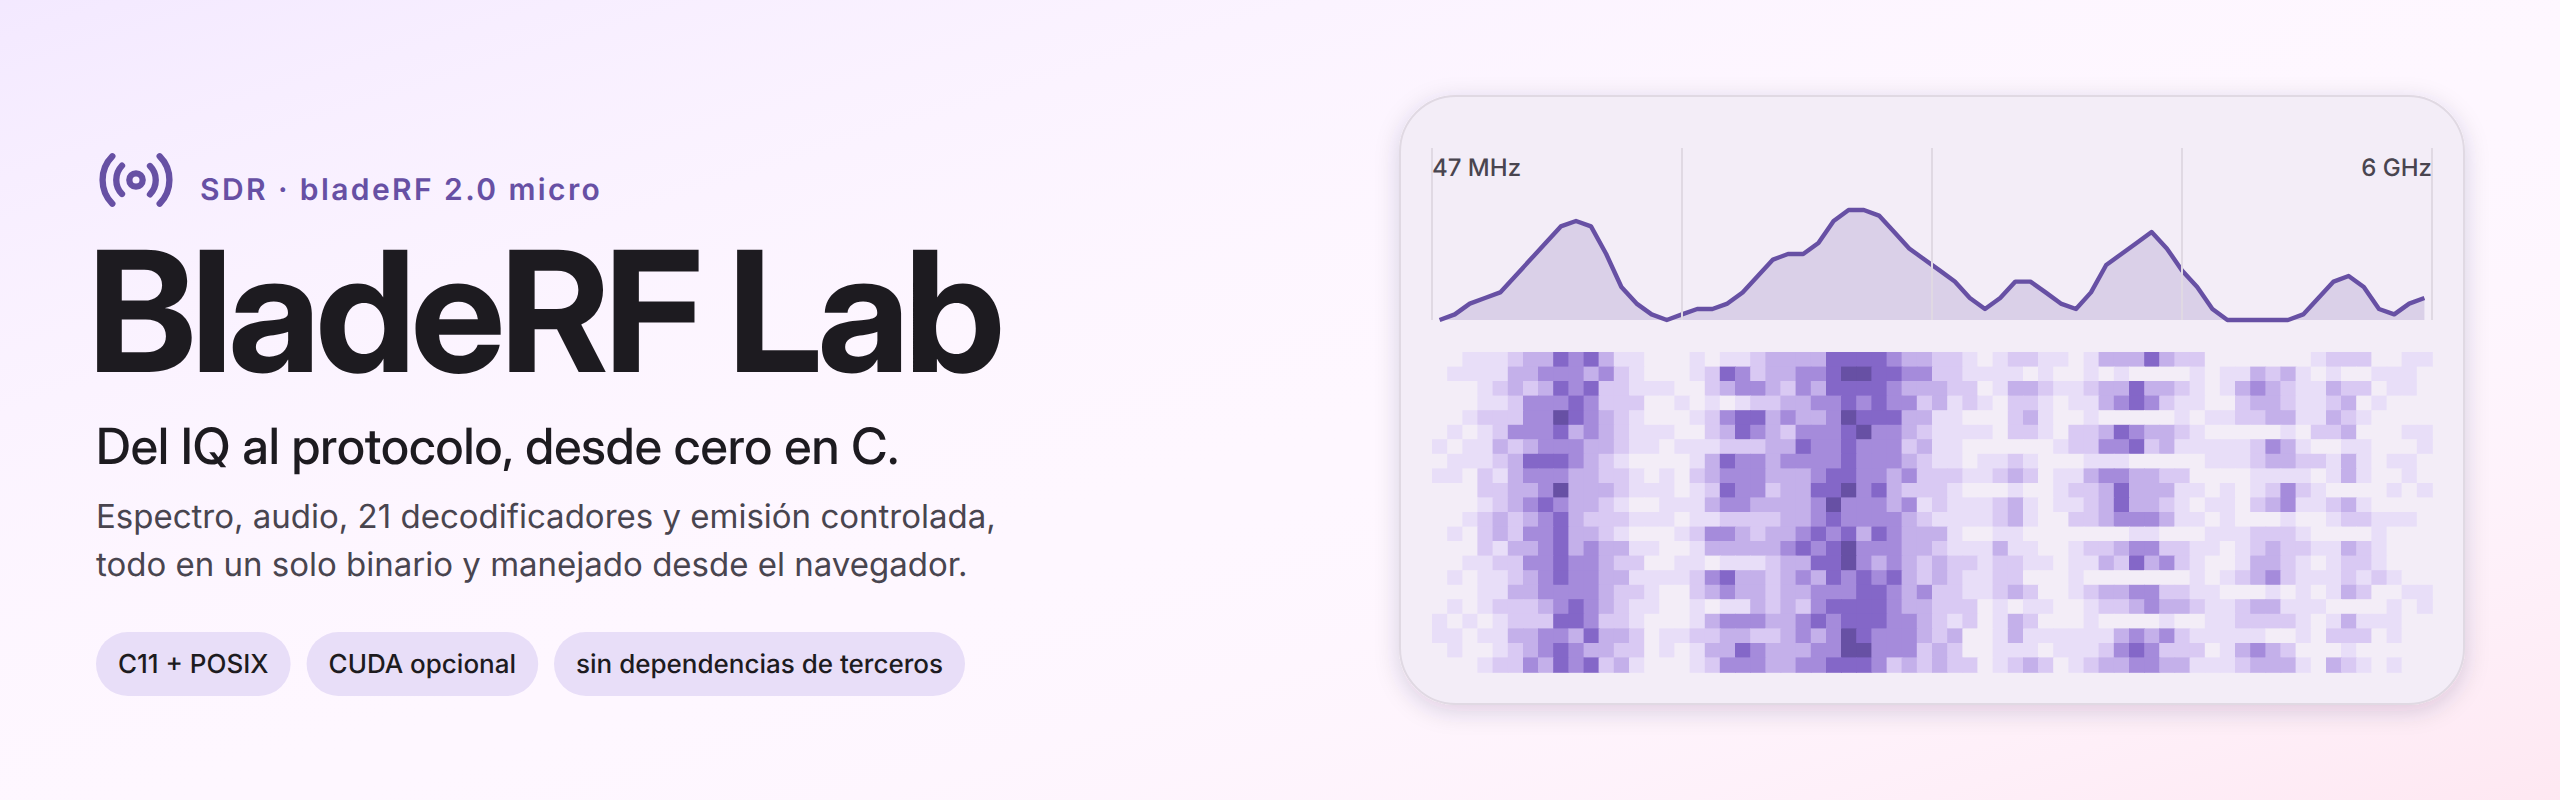 SDR · bladeRF 2.0 micro
BladeRF Lab
Del IQ al protocolo, desde cero en C.
Espectro, audio, 21 decodificadores y emisión controlada,
todo en un solo binario y manejado desde el navegador.
C11 + POSIX
CUDA opcional
sin dependencias de terceros
47 MHz
6 GHz